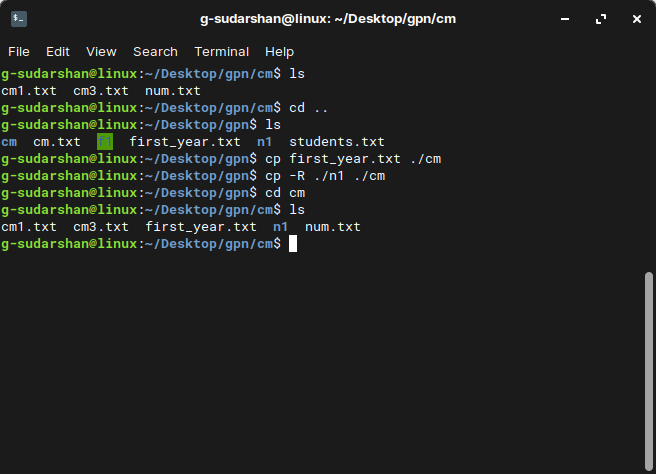 g-sudarshan@linux: ~/Desktop/gpn/cm
File Edit View Search Terminal Help
g-sudarshan@linux:~/Desktop/gpn/cm$ ls
cm1.txt cm3.txt num.txt
g-sudarshan@linux:~/Desktop/gpn/cm$ cd ..
g-sudarshan@linux:~/Desktop/gpn$ ls
cm cm.txt first_year.txt n1 students.txt
g-sudarshan@linux:~/Desktop/gpn$ cp first_year.txt ./cm
g-sudarshan@linux:~/Desktop/gpn$ cp -R ./n1 ./cm
g-sudarshan@linux:~/Desktop/gpn$ cd cm
g-sudarshan@linux:~/Desktop/gpn/cm$ ls
cm1.txt cm3.txt first_year.txt n1 num.txt
g-sudarshan@linux:~/Desktop/gpn/cm$